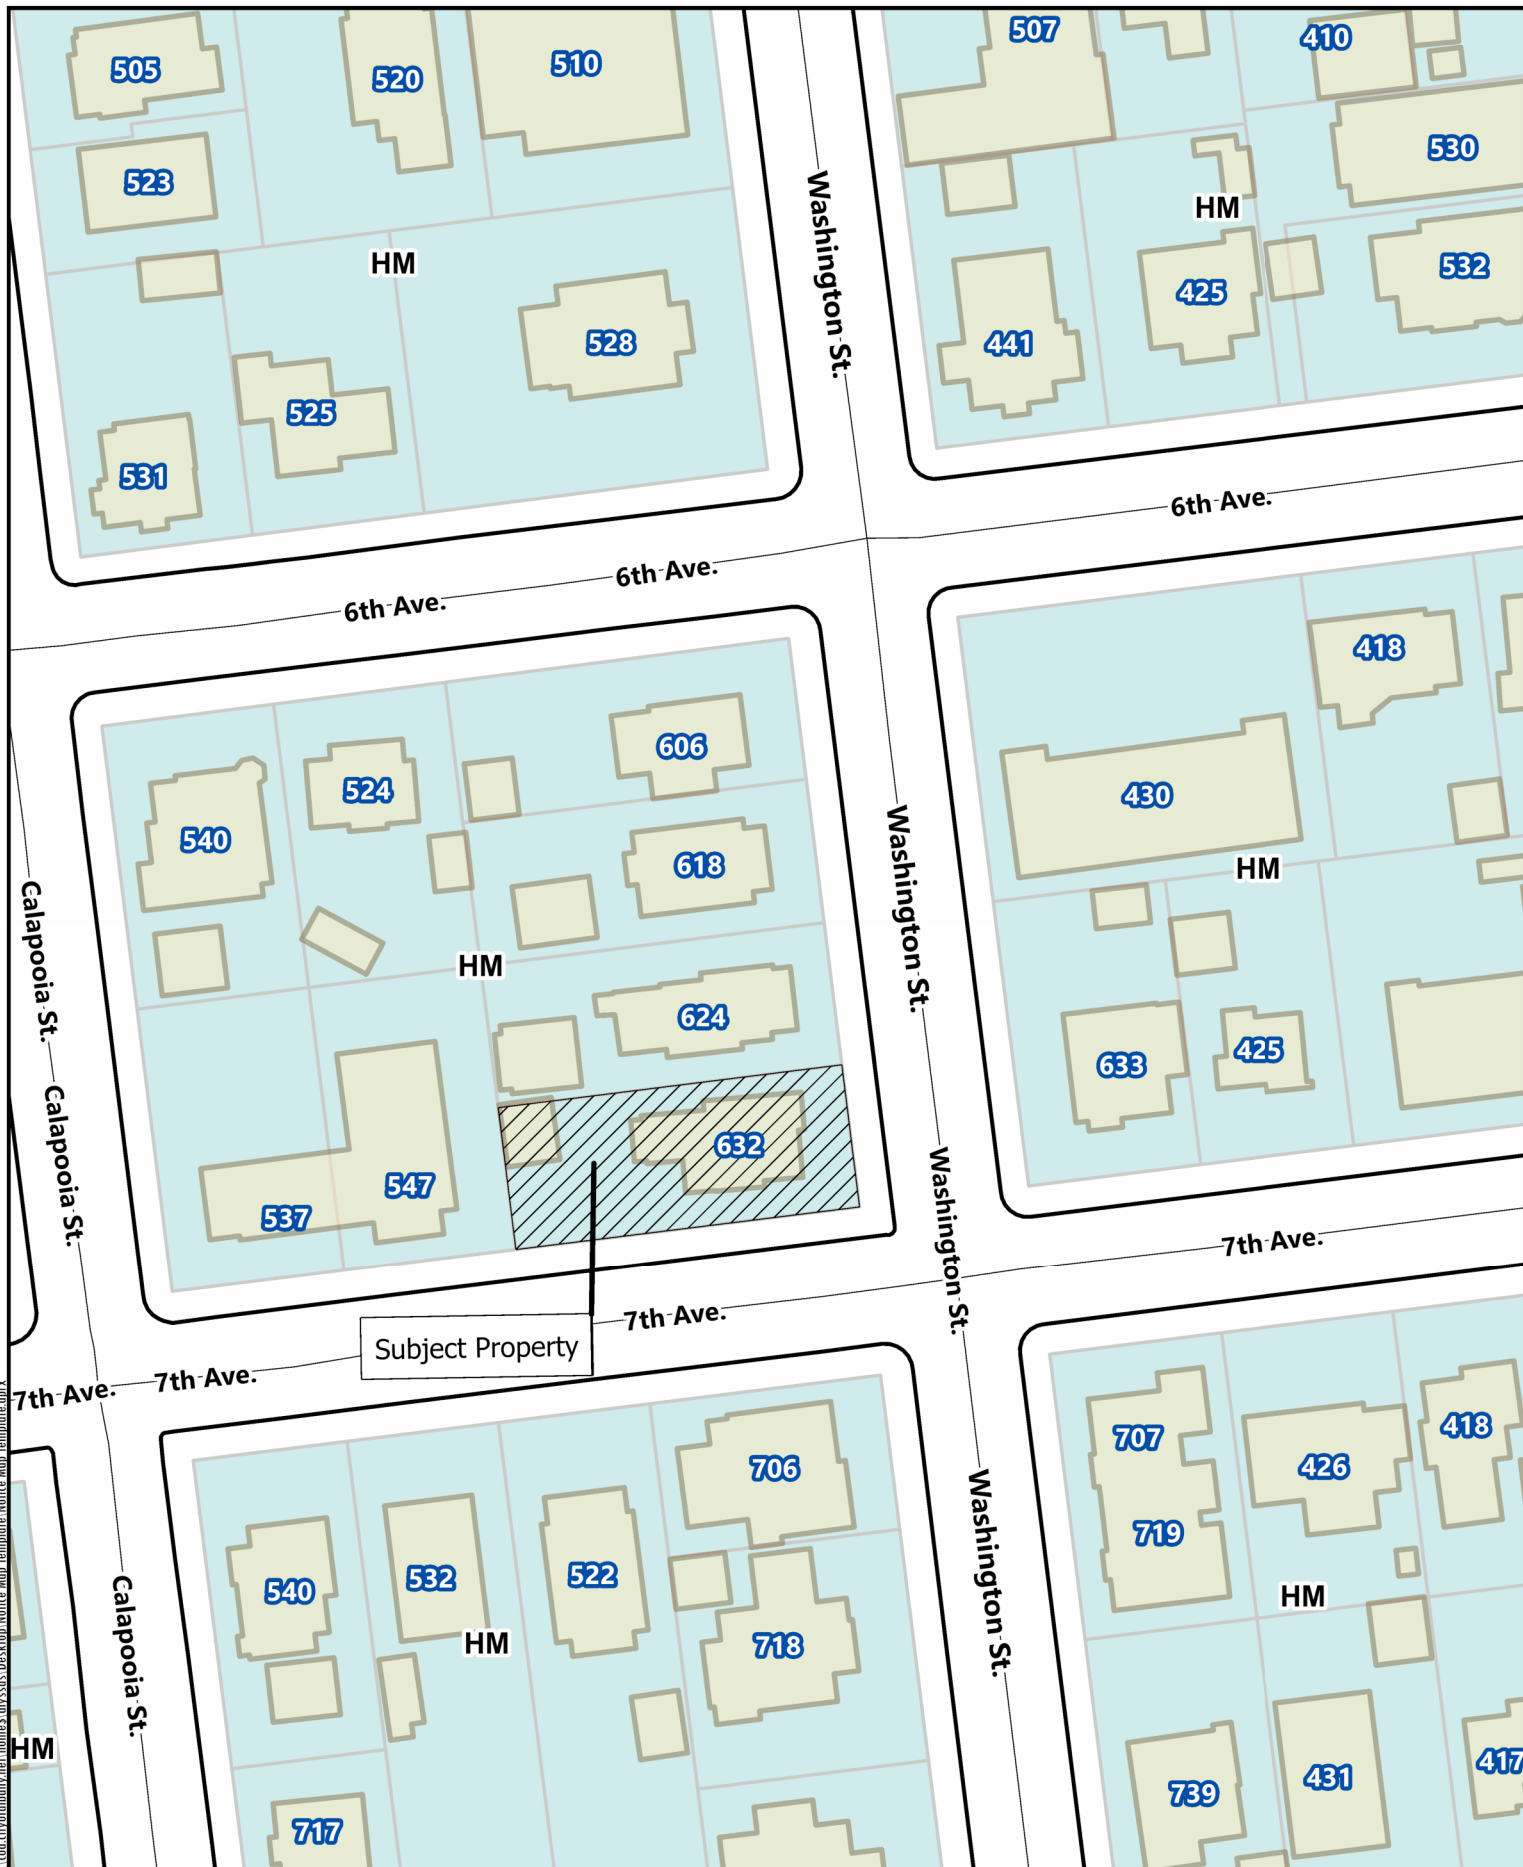 507
410
505
520
510
530
523
HM
HM
532
425
528
441
Washington St.
525
531
6th Ave.
6th Ave.
6th Ave.
418
606
524
430
540
618
HM
Washington St.
Calapooia St.
HM
624
425
633
632
547
537
Calapooia St.
Washington St.
7th Ave.
7th Ave.
Subject Property
7th Ave.
7th Ave.
707
418
706
426
719
522
532
540
HM
HM
718
Washington St.
Calapooia St.
HM
417
431
739
717